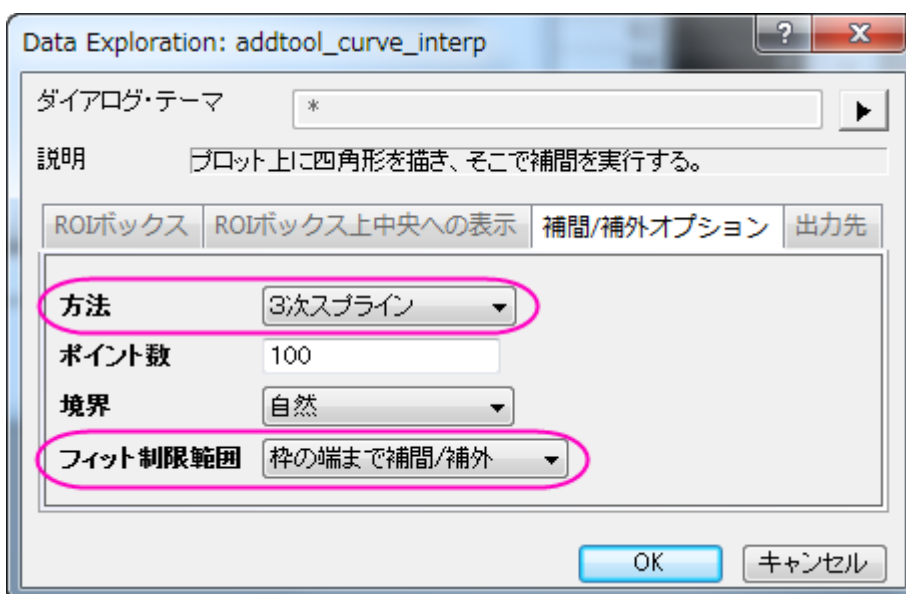 Data Exploration: addtool_curve_interp
ダイアログ・テーマ *
説明 プロット上に四角形を描き、そこで補間を実行する。
ROIボックス ROIボックス上中央への表示 補間/補外オプション 出力先
方法 3次スプライン
ポイント数 100
境界 自然
フィット制限範囲 枠の端まで補間/補外
OK キャンセル